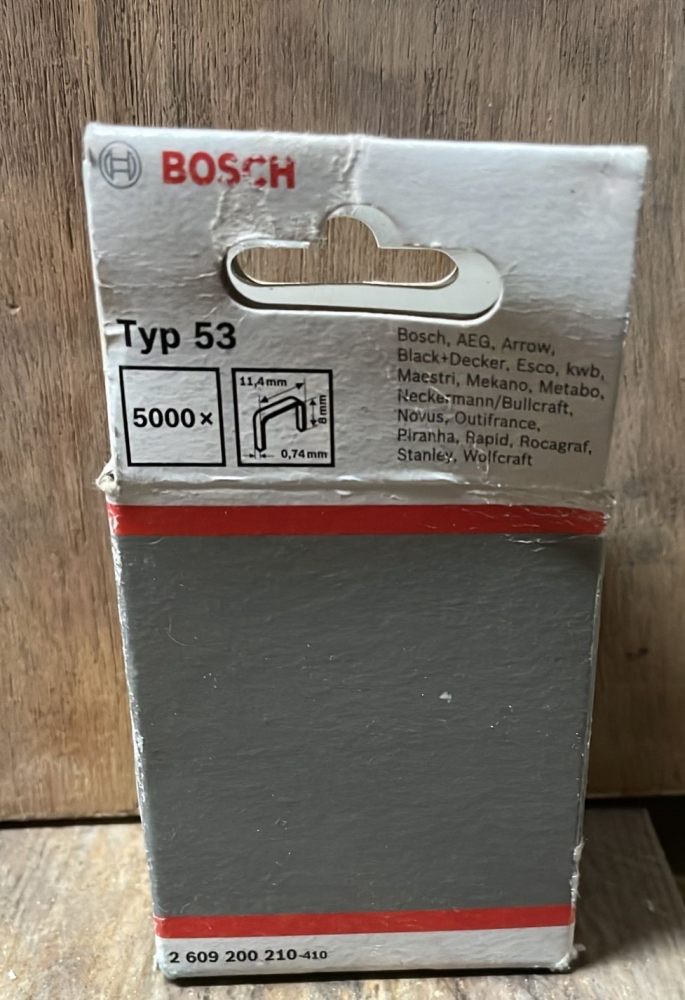 BOSCH
Typ 53
5000 x
11,4mm
8mm
0,74mm
Bosch, AEG, Arrow,
Black+Decker, Esco, kwb,
Maestri, Mekano, Metabo,
Neckermann/Bullcraft,
Novus, Outifrance,
Piranha, Rapid, Rocagraf,
Stanley, Wolfcraft
2 609 200 210-410